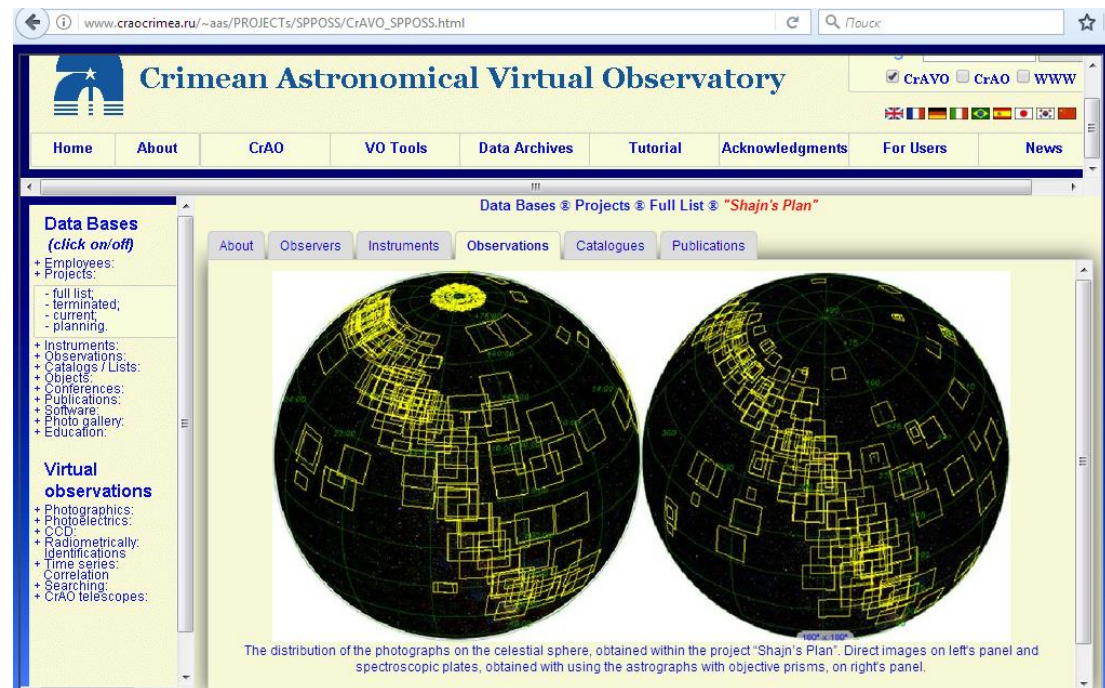 www.craocrimea.ru/~aas/PROJECTs/SPPOSS/CrAVO_SPPOSS.html
Поиск
Crimean Astronomical Virtual Observatory
CrAVO CrAO WWW
Home About CrAO VO Tools Data Archives Tutorial Acknowledgments For Users News
Data Bases ® Projects ® Full List ® "Shajn's Plan"
Data Bases
(click on/off)
+ Employees:
+ Projects:
- full list;
- terminated;
- current;
- planning.
+ Instruments:
+ Observations:
+ Catalogs / Lists:
+ Objects:
+ Conferences:
+ Publications:
+ Software:
+ Photo gallery:
+ Education:
Virtual
observations
+ Photographics:
+ Photoelectrics:
+ CCD:
+ Radiometrically:
Identifications
+ Time series:
Correlation
+ Searching:
+ CrAO telescopes:
About Observers Instruments Observations Catalogues Publications
180° x 180°
The distribution of the photographs on the celestial sphere, obtained within the project "Shajn's Plan". Direct images on left's panel and
spectroscopic plates, obtained with using the astrographs with objective prisms, on right's panel.